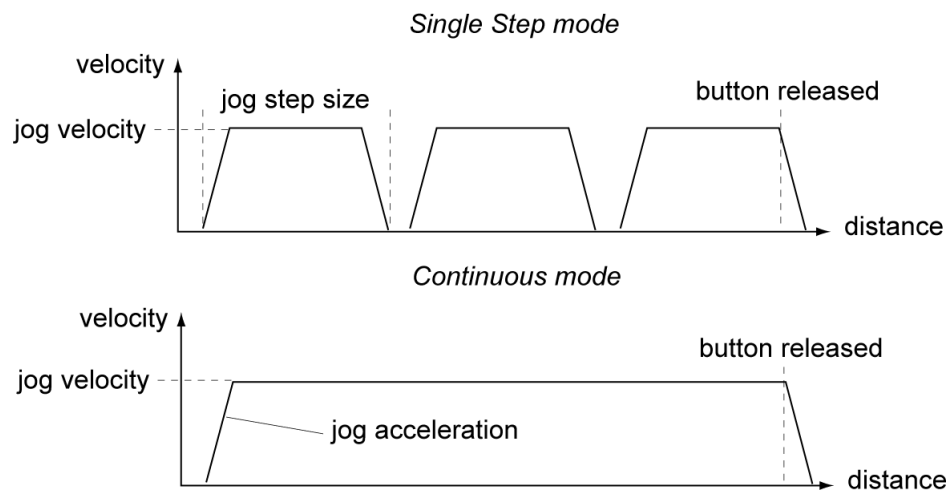 Single Step mode
velocity
jog step size
button released
jog velocity
distance
Continuous mode
velocity
button released
jog velocity
jog acceleration
distance